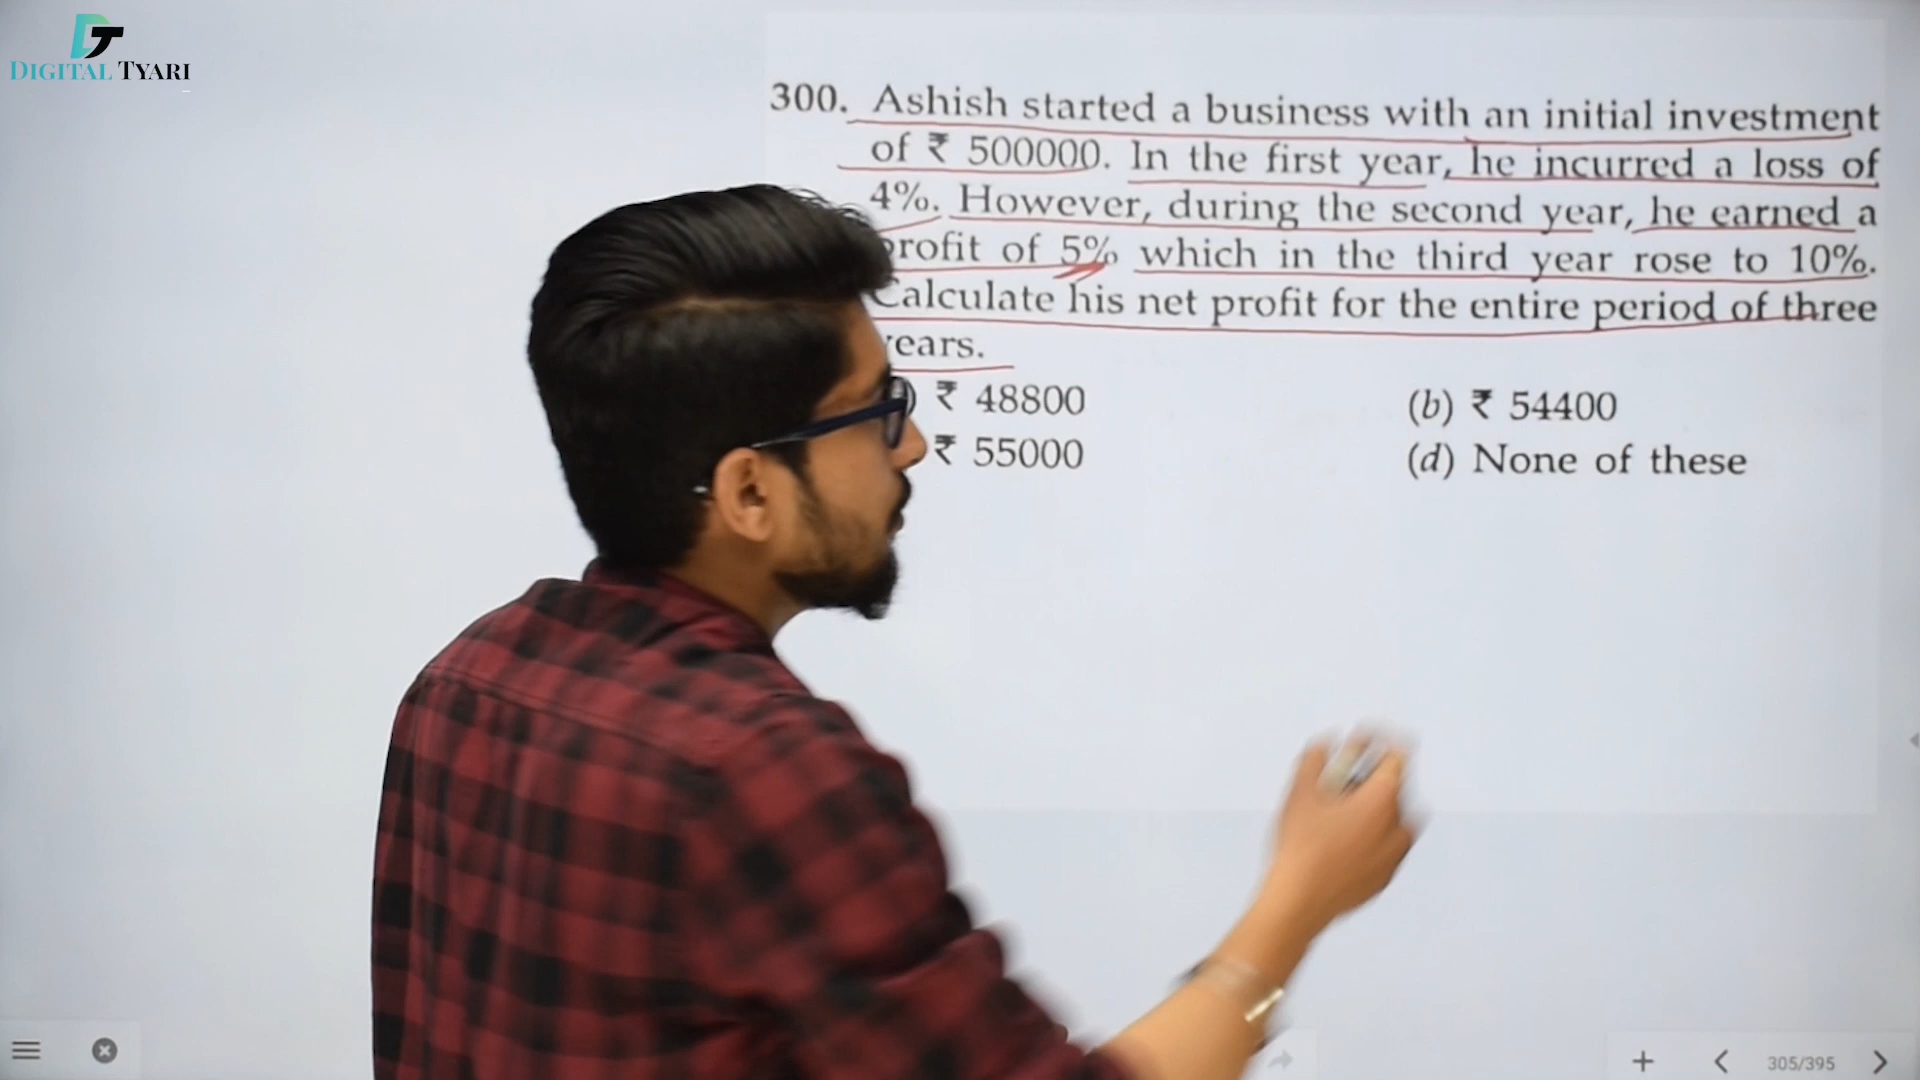 DIGITAL TYARI
300. Ashish started a business with an initial investment
of ₹ 500000. In the first year, he incurred a loss of
4%. However, during the second year, he earned a
profit of 5% which in the third year rose to 10%.
Calculate his net profit for the entire period of three
years.
₹ 48800 (b) ₹ 54400
₹ 55000 (d) None of these
305/395